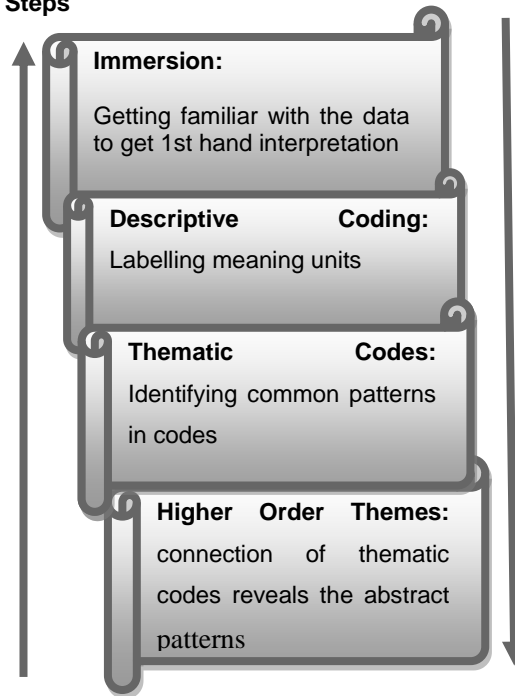 Steps
Immersion:
Getting familiar with the data
to get 1st hand interpretation
Descriptive Coding:
Labelling meaning units
Thematic Codes:
Identifying common patterns
in codes
Higher Order Themes:
connection of thematic
codes reveals the abstract
patterns